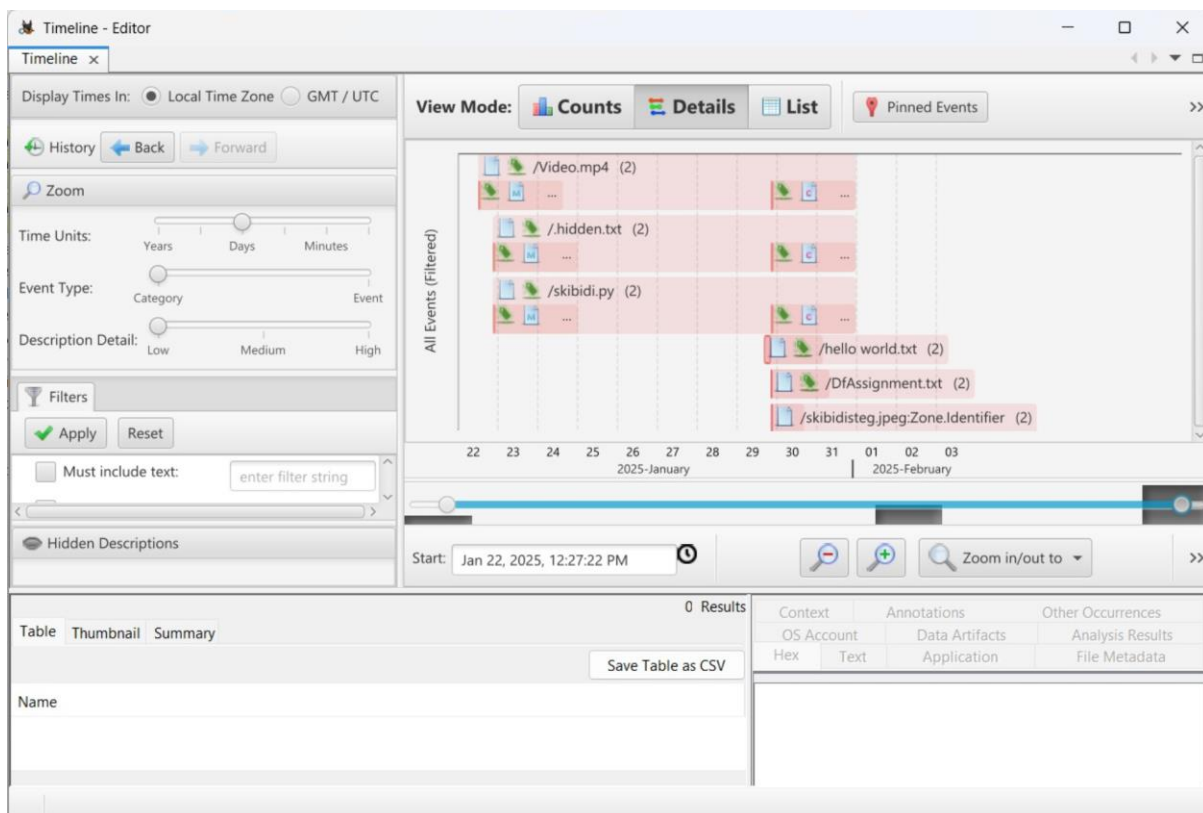 Timeline - Editor
Timeline
Display Times In: Local Time Zone GMT / UTC
History Back Forward
Zoom
Time Units:
Years Days Minutes
Event Type:
Category Event
Description Detail:
Low Medium High
Filters
Apply Reset
Must include text: enter filter string
Hidden Descriptions
View Mode: Counts Details List Pinned Events
All Events (Filtered)
/Video.mp4 (2)
M ... C ...
/.hidden.txt (2)
M ... C ...
/skibidi.py (2)
M ... C ...
/hello world.txt (2)
/DfAssignment.txt (2)
/skibidisteg.jpeg:Zone.Identifier (2)
22 23 24 25 26 27 28 29 30 31 01 02 03
2025-January 2025-February
Start: Jan 22, 2025, 12:27:22 PM Zoom in/out to
0 Results
Table Thumbnail Summary
Save Table as CSV
Name
Context Annotations Other Occurrences
OS Account Data Artifacts Analysis Results
Hex Text Application File Metadata